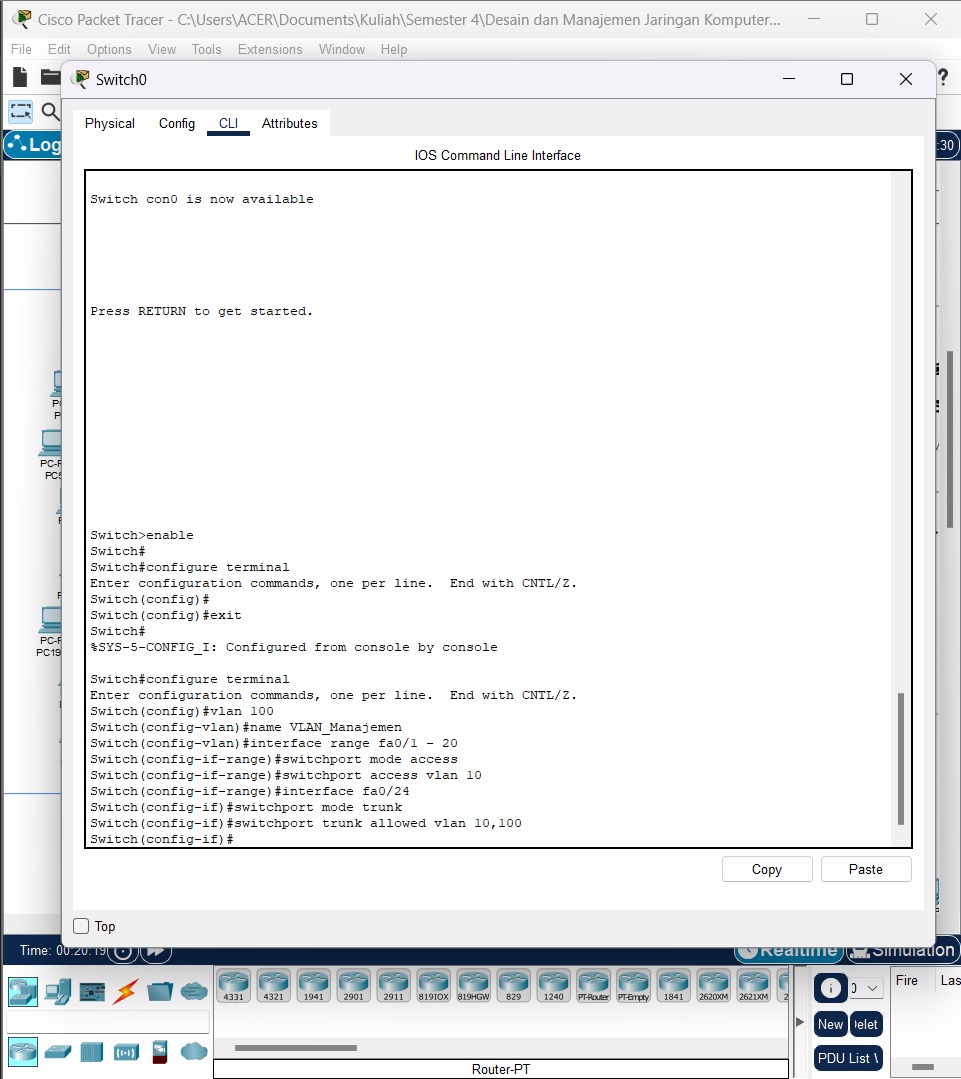 Cisco Packet Tracer - C:\Users\ACER\Documents\Kuliah\Semester 4\Desain dan Manajemen Jaringan Komputer...
File Edit Options View Tools Extensions Window Help
Switch0
?
Physical Config CLI Attributes
Log
:30
IOS Command Line Interface
Switch con0 is now available
Press RETURN to get started.
Switch>enable
Switch#
Switch#configure terminal
Enter configuration commands, one per line.  End with CNTL/Z.
Switch(config)#
Switch(config)#exit
Switch#
%SYS-5-CONFIG_I: Configured from console by console
Switch#configure terminal
Enter configuration commands, one per line.  End with CNTL/Z.
Switch(config)#vlan 100
Switch(config-vlan)#name VLAN_Manajemen
Switch(config-vlan)#interface range fa0/1 - 20
Switch(config-if-range)#switchport mode access
Switch(config-if-range)#switchport access vlan 10
Switch(config-if-range)#interface fa0/24
Switch(config-if)#switchport mode trunk
Switch(config-if)#switchport trunk allowed vlan 10,100
Switch(config-if)#
PC-P
PC-P
PC19
Copy Paste
Top
Time: 00:20:19
Realtime Simulation
4331 4321 1941 2901 2911 819IOX 819HGW 829 1240 PT-Router PT-Empty 1841 2620XM 2621XM
0
Fire Las
New elet
PDU List
Router-PT